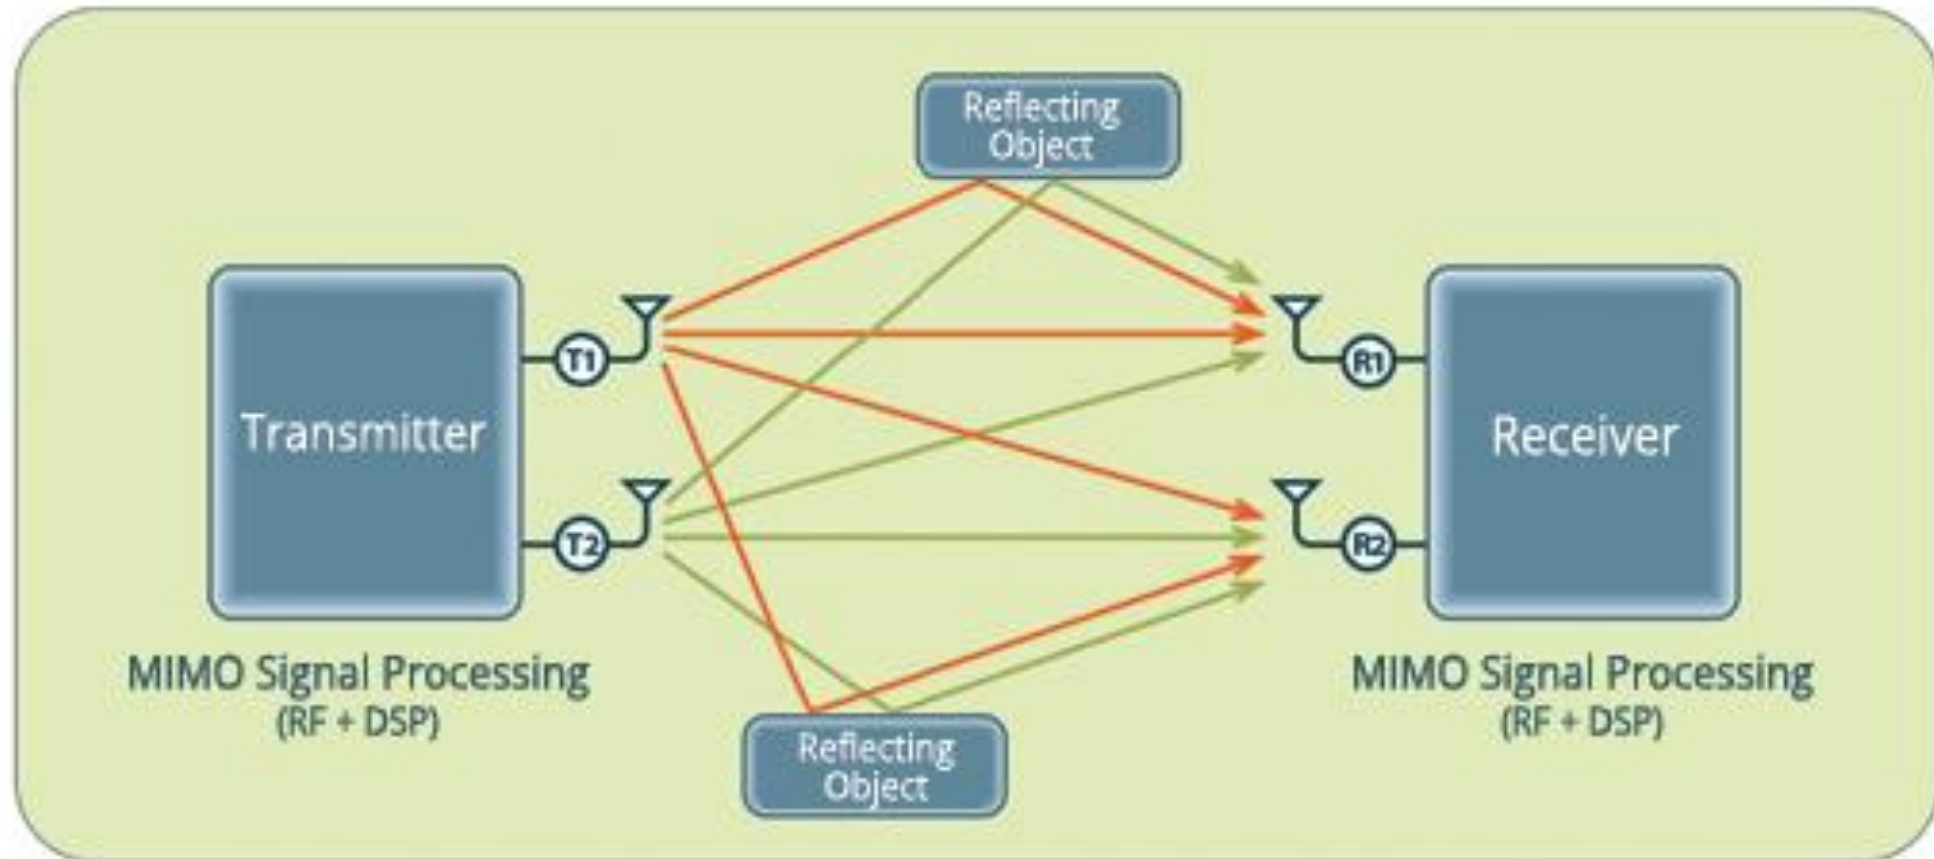 Reflecting
Object
T1
R1
Transmitter
Receiver
T2
R2
MIMO Signal Processing
(RF + DSP)
MIMO Signal Processing
(RF + DSP)
Reflecting
Object